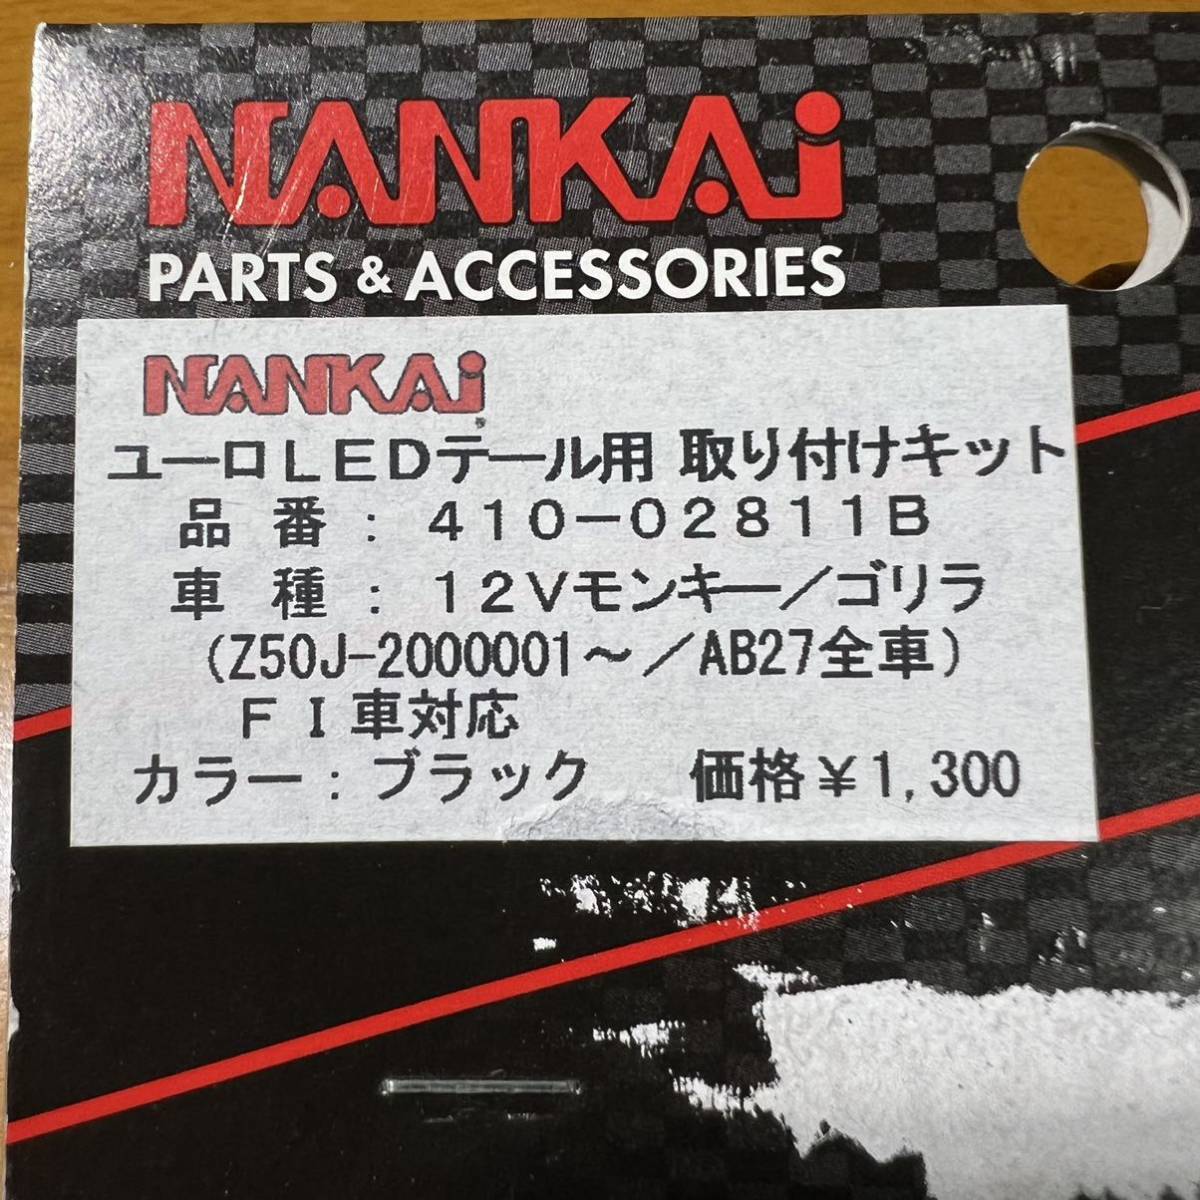 NANKAi
PARTS & ACCESSORIES
NANKAi
ユーロLEDテール用 取り付けキット
品 番 : 410-02811B
車 種 : 12Vモンキー/ゴリラ
(Z50J-2000001~/AB27全車)
FI車対応
カラー:ブラック 価格¥1,300